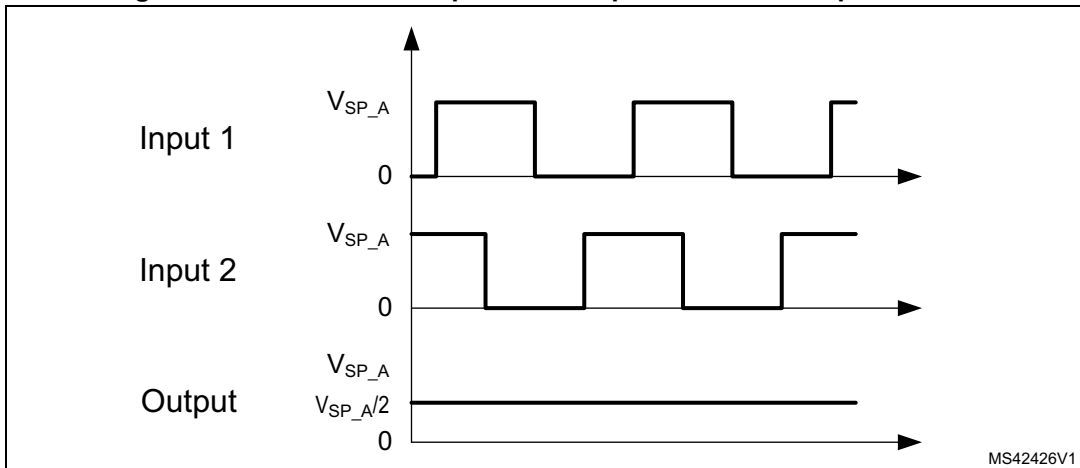 V_SP_A
Input 1
0
V_SP_A
Input 2
0
V_SP_A
Output
V_SP_A/2
0
MS42426V1